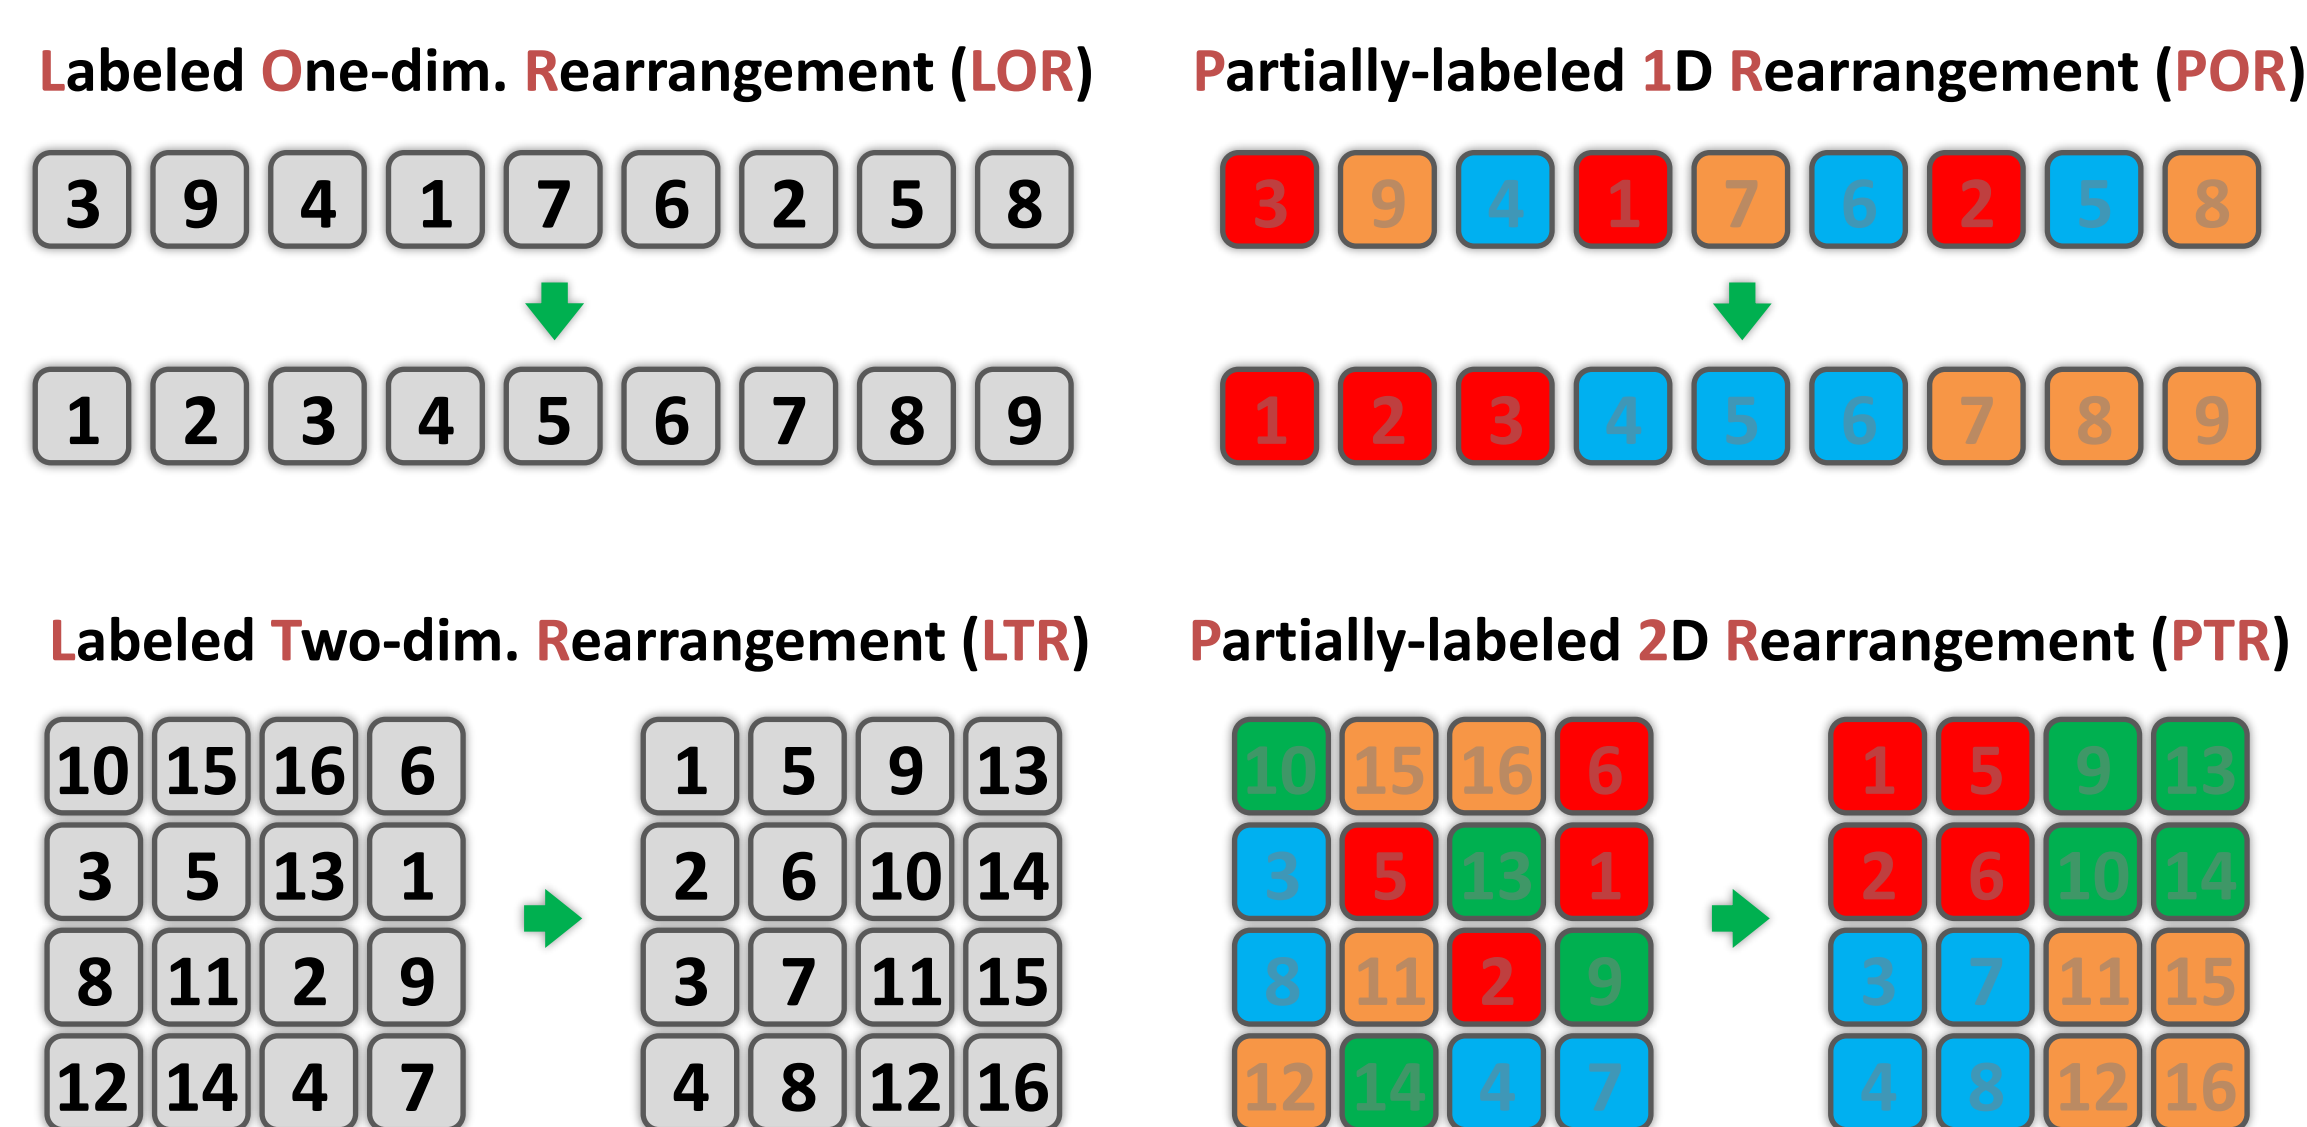 Labeled One-dim. Rearrangement (LOR)
3 9 4 1 7 6 2 5 8
1 2 3 4 5 6 7 8 9
Partially-labeled 1D Rearrangement (POR)
3 9 4 1 7 6 2 5 8
1 2 3 4 5 6 7 8 9
Labeled Two-dim. Rearrangement (LTR)
10 15 16 6
3 5 13 1
8 11 2 9
12 14 4 7
1 5 9 13
2 6 10 14
3 7 11 15
4 8 12 16
Partially-labeled 2D Rearrangement (PTR)
10 15 16 6
3 5 13 1
8 11 2 9
12 14 4 7
1 5 9 13
2 6 10 14
3 7 11 15
4 8 12 16